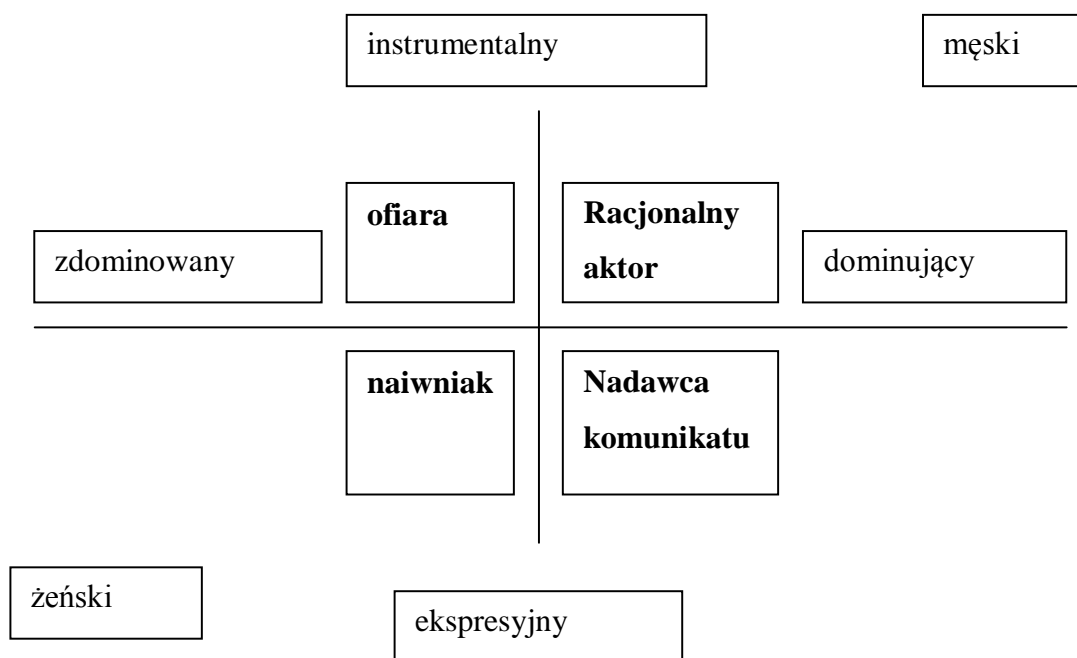 instrumentalny
męski
ofiara
Racjonalny
aktor
zdominowany
dominujący
naiwniak
Nadawca
komunikatu
żeński
ekspresyjny